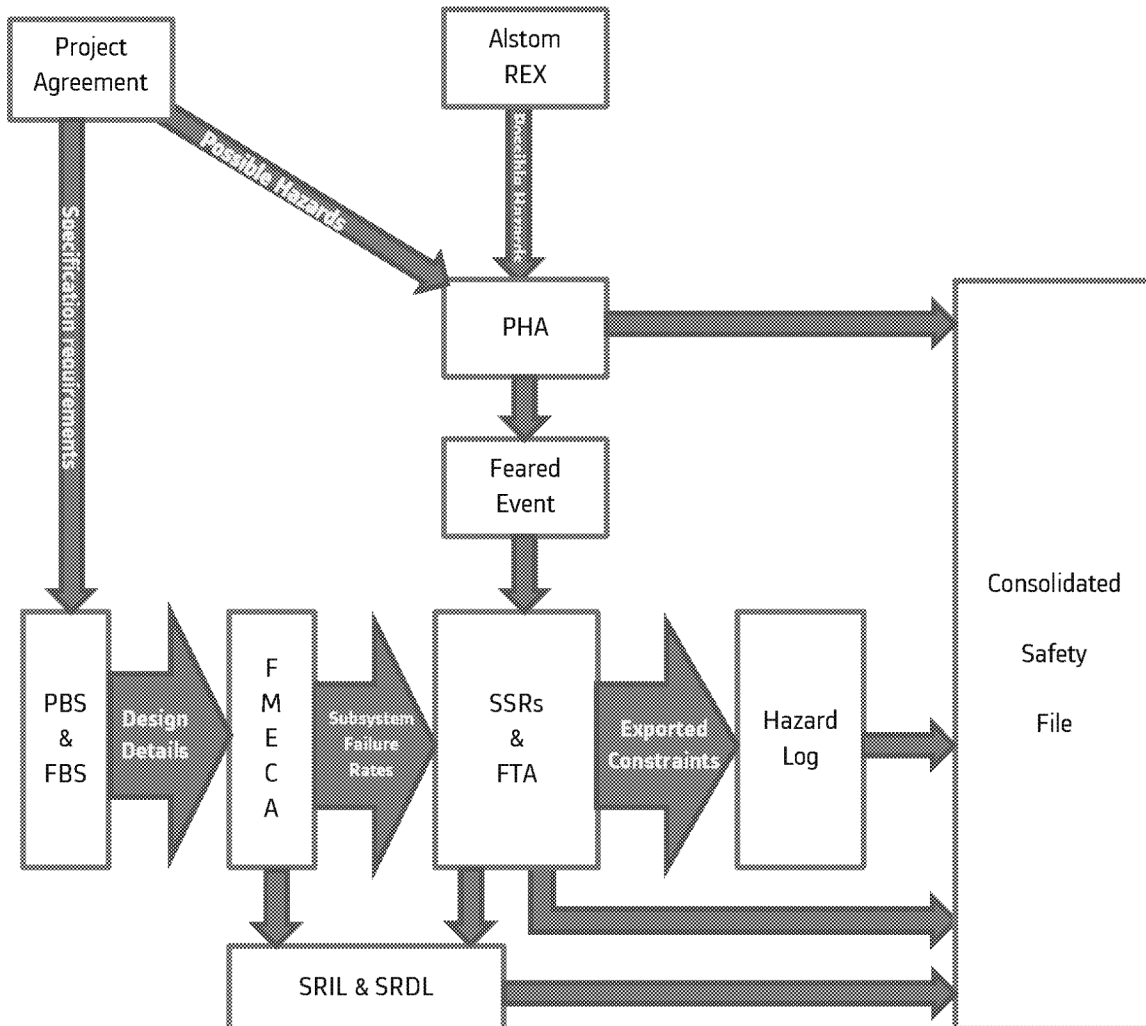 Project
Agreement
Alstom
REX
Possible Hazards
Possible Hazards
Specification requirements
PHA
Feared
Event
PBS
&
FBS
Design
Details
F
M
E
C
A
Subsystem
Failure
Rates
SSRs
&
FTA
Exported
Constraints
Hazard
Log
Consolidated
Safety
File
SRIL & SRDL